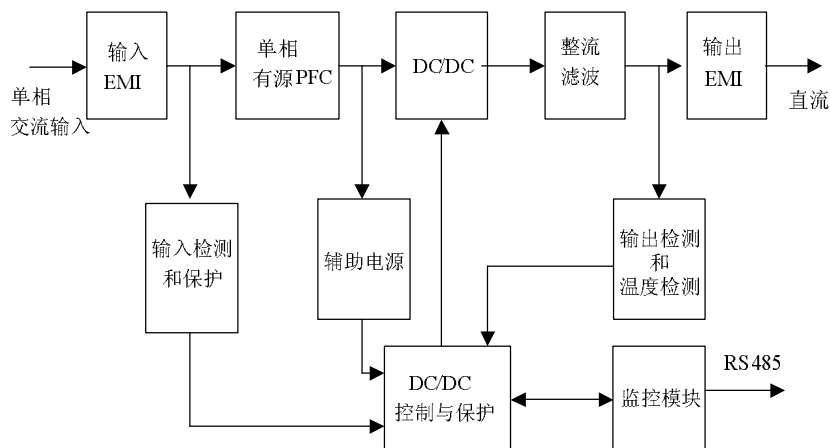 单相
交流输入
输入
EMI
单相
有源PFC
DC/DC
整流
滤波
输出
EMI
直流
输入检测
和保护
辅助电源
输出检测
和
温度检测
DC/DC
控制与保护
监控模块
RS485